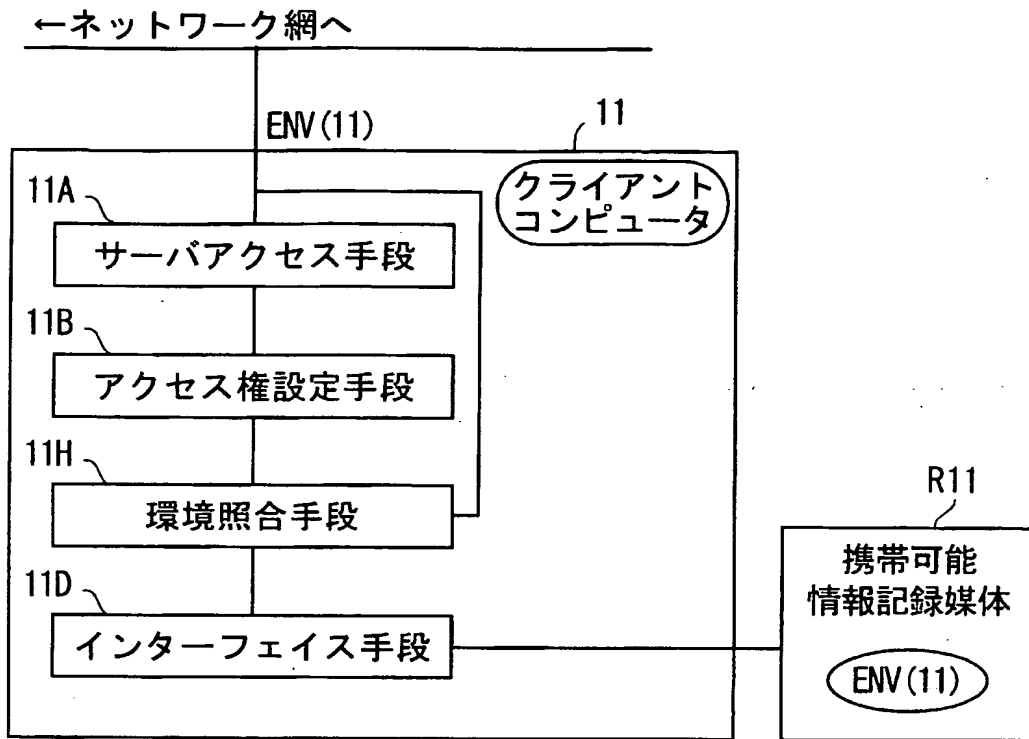 ←ネットワーク網へ
ENV(11)
11
クライアント
コンピュータ
11A
サーバアクセス手段
11B
アクセス権設定手段
11H
環境照合手段
R11
携帯可能
情報記録媒体
11D
インターフェイス手段
ENV(11)